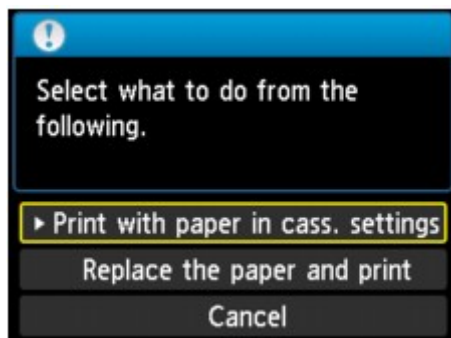 Select what to do from the
following.
Print with paper in cass. settings
Replace the paper and print
Cancel